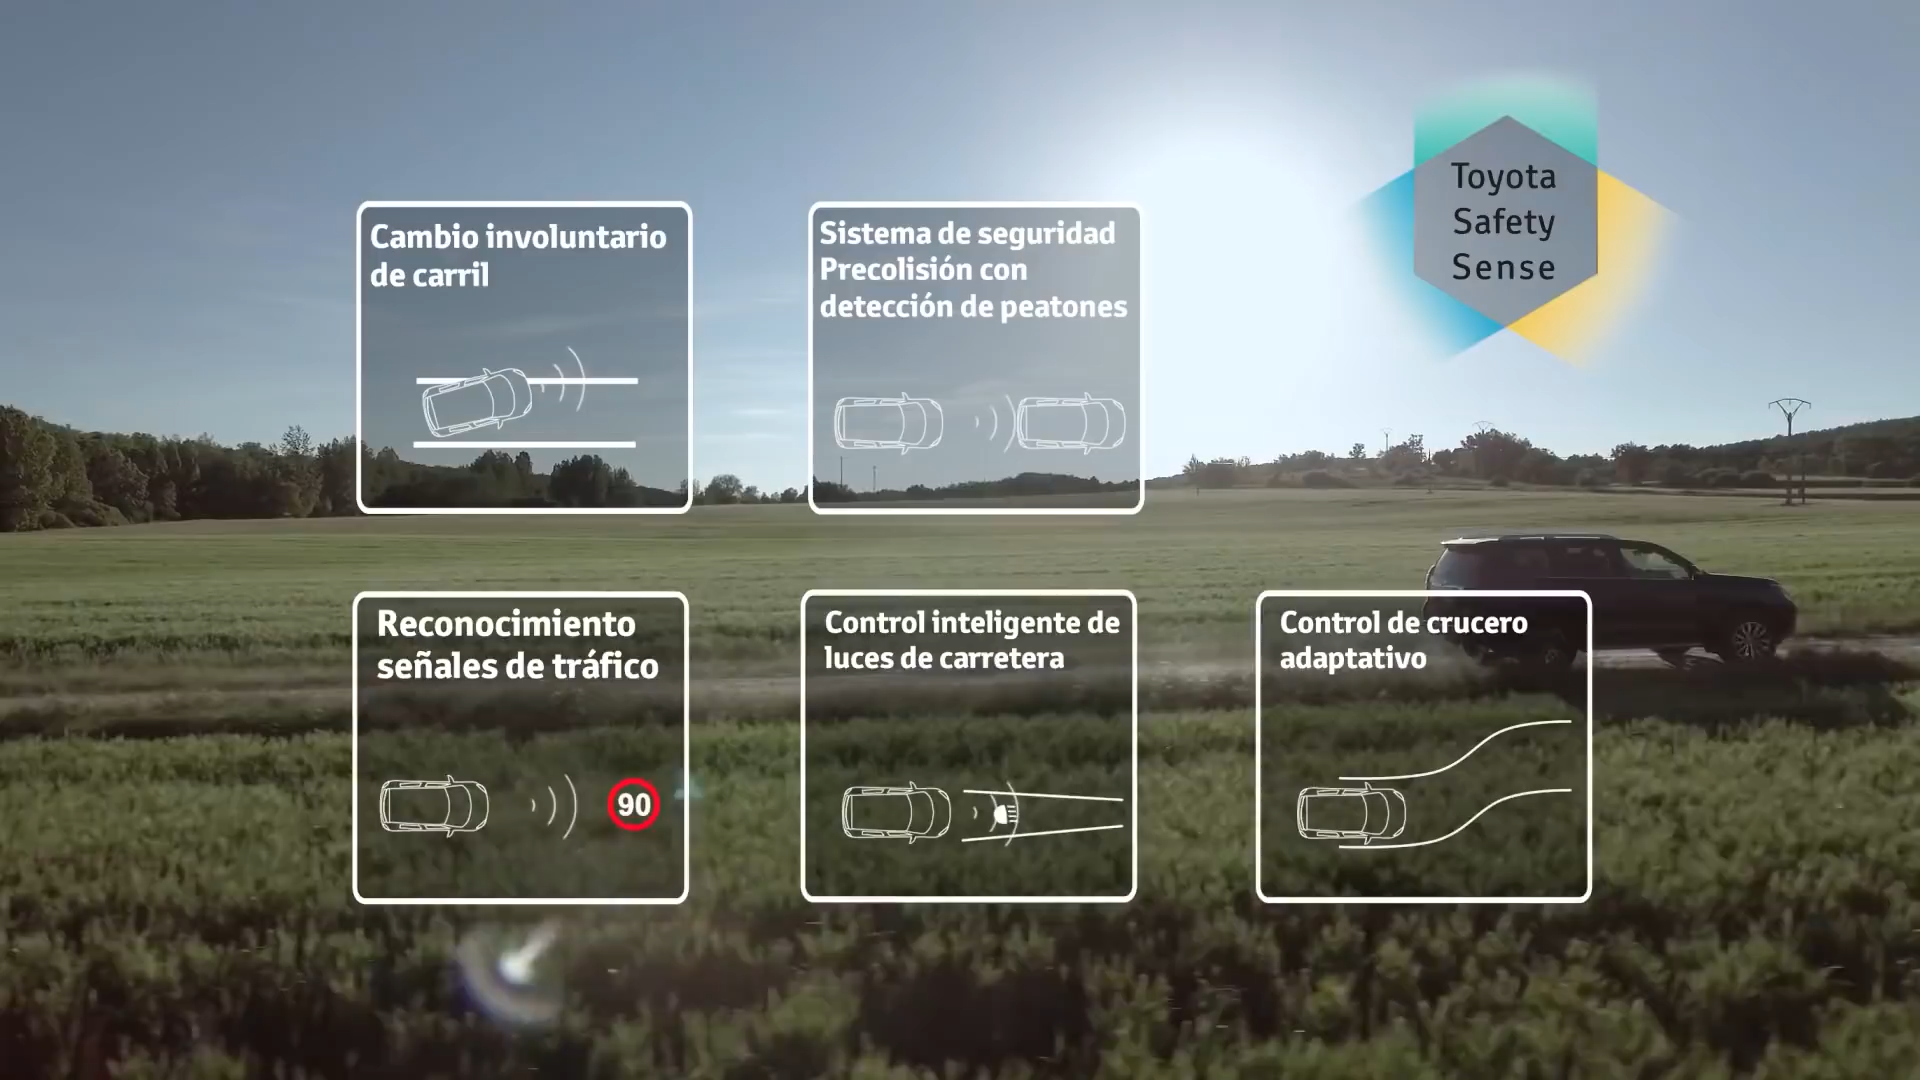 Toyota
Safety
Sense
Cambio involuntario
de carril
Sistema de seguridad
Precolisión con
detección de peatones
Reconocimiento
señales de tráfico
90
Control inteligente de
luces de carretera
Control de crucero
adaptativo